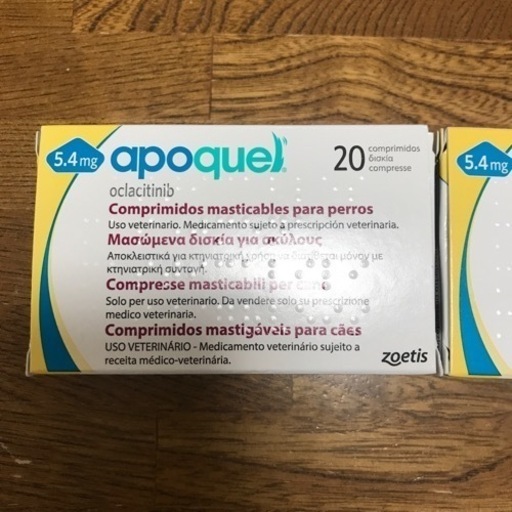 5.4 mg
apoquel
20 comprimidos
δισκία
compresse
oclacitinib
Comprimidos masticables para perros
Uso veterinario. Medicamento sujeto a prescripción veterinaria.
Μασώμενα δισκία για σκύλους
Αποκλειστικά για κτηνιατρική χρήση να διατίθεται μόνον με
κτηνιατρική συνταγή.
Compresse masticabili per cani
Solo per uso veterinario. Da vendere solo su prescrizione
medico veterinaria.
Comprimidos mastigáveis para cães
USO VETERINÁRIO - Medicamento veterinário sujeito a
receita médico-veterinária.
zoetis
5.4 mg